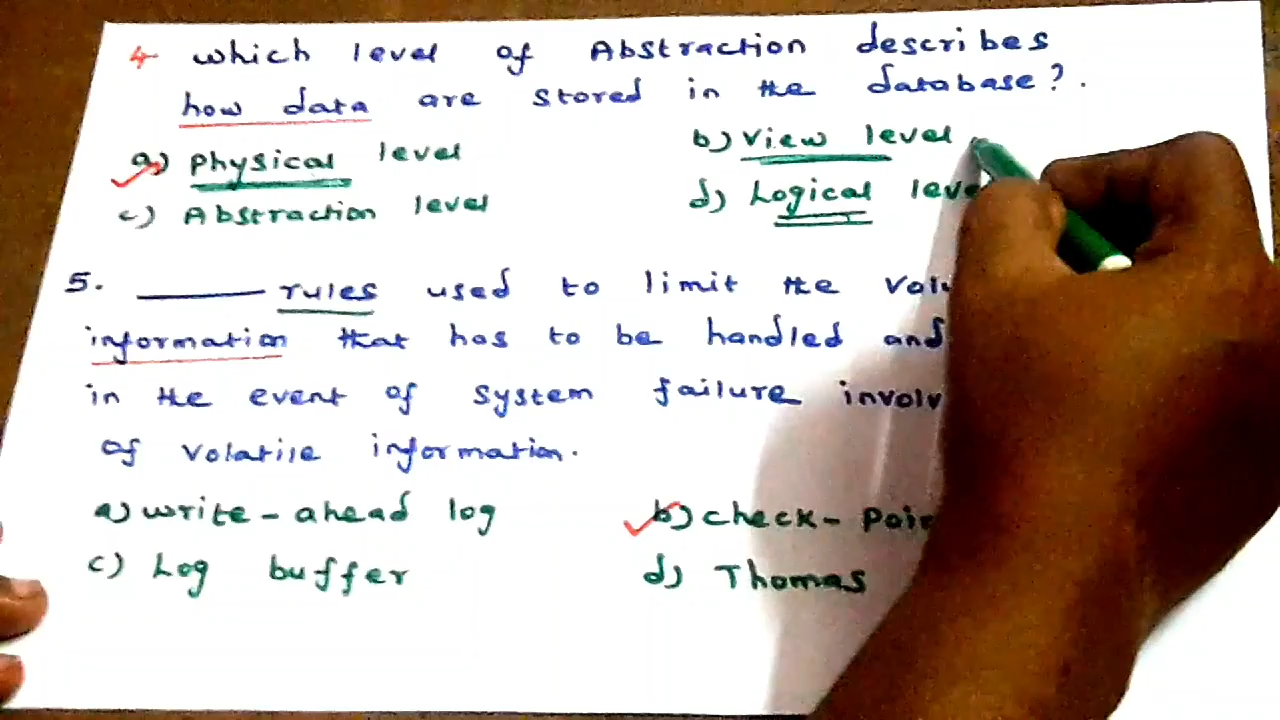 4 which level of Abstraction describes
how data are stored in the database?.
a) Physical level b) View level
c) Abstraction level d) Logical
5. rules used to limit the
information that has to be handled and
in the event of system failure
of volatile information.
a) write-ahead log b) check-
c) Log buffer d) Thomas